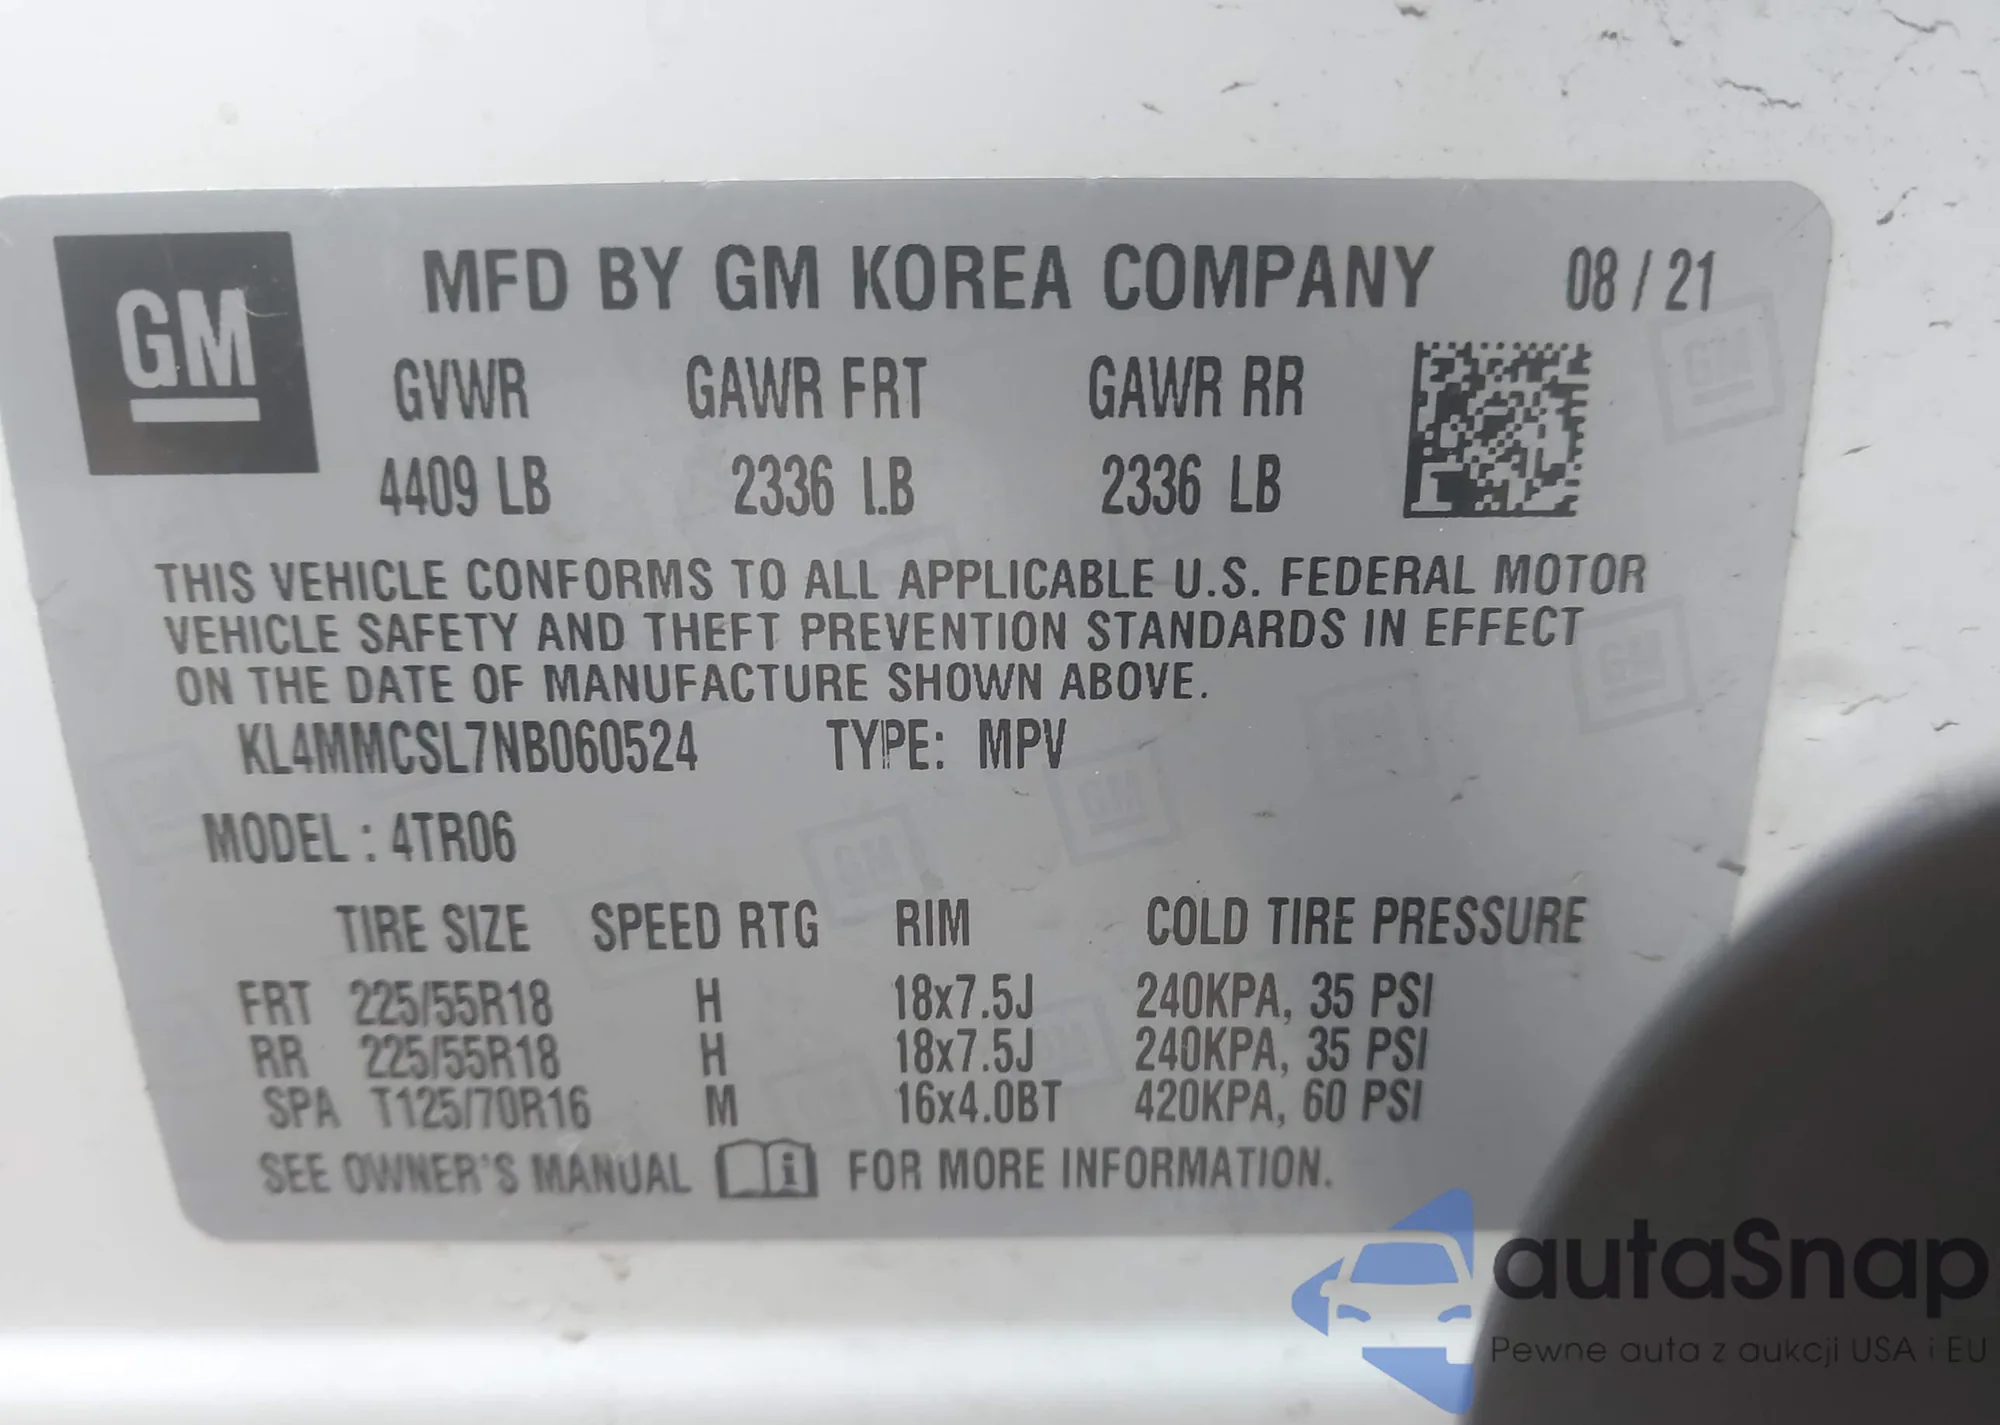 GM
MFD BY GM KOREA COMPANY 08 / 21
GVWR GAWR FRT GAWR RR
4409 LB 2336 LB 2336 LB
THIS VEHICLE CONFORMS TO ALL APPLICABLE U.S. FEDERAL MOTOR
VEHICLE SAFETY AND THEFT PREVENTION STANDARDS IN EFFECT
ON THE DATE OF MANUFACTURE SHOWN ABOVE.
KL4MMCSL7NB060524 TYPE: MPV
MODEL : 4TR06
TIRE SIZE SPEED RTG RIM COLD TIRE PRESSURE
FRT 225/55R18 H 18x7.5J 240KPA, 35 PSI
RR 225/55R18 H 18x7.5J 240KPA, 35 PSI
SPA T125/70R16 M 16x4.0BT 420KPA, 60 PSI
SEE OWNER'S MANUAL i FOR MORE INFORMATION.
autaSnap
Pewne auta z aukcji USA i EU